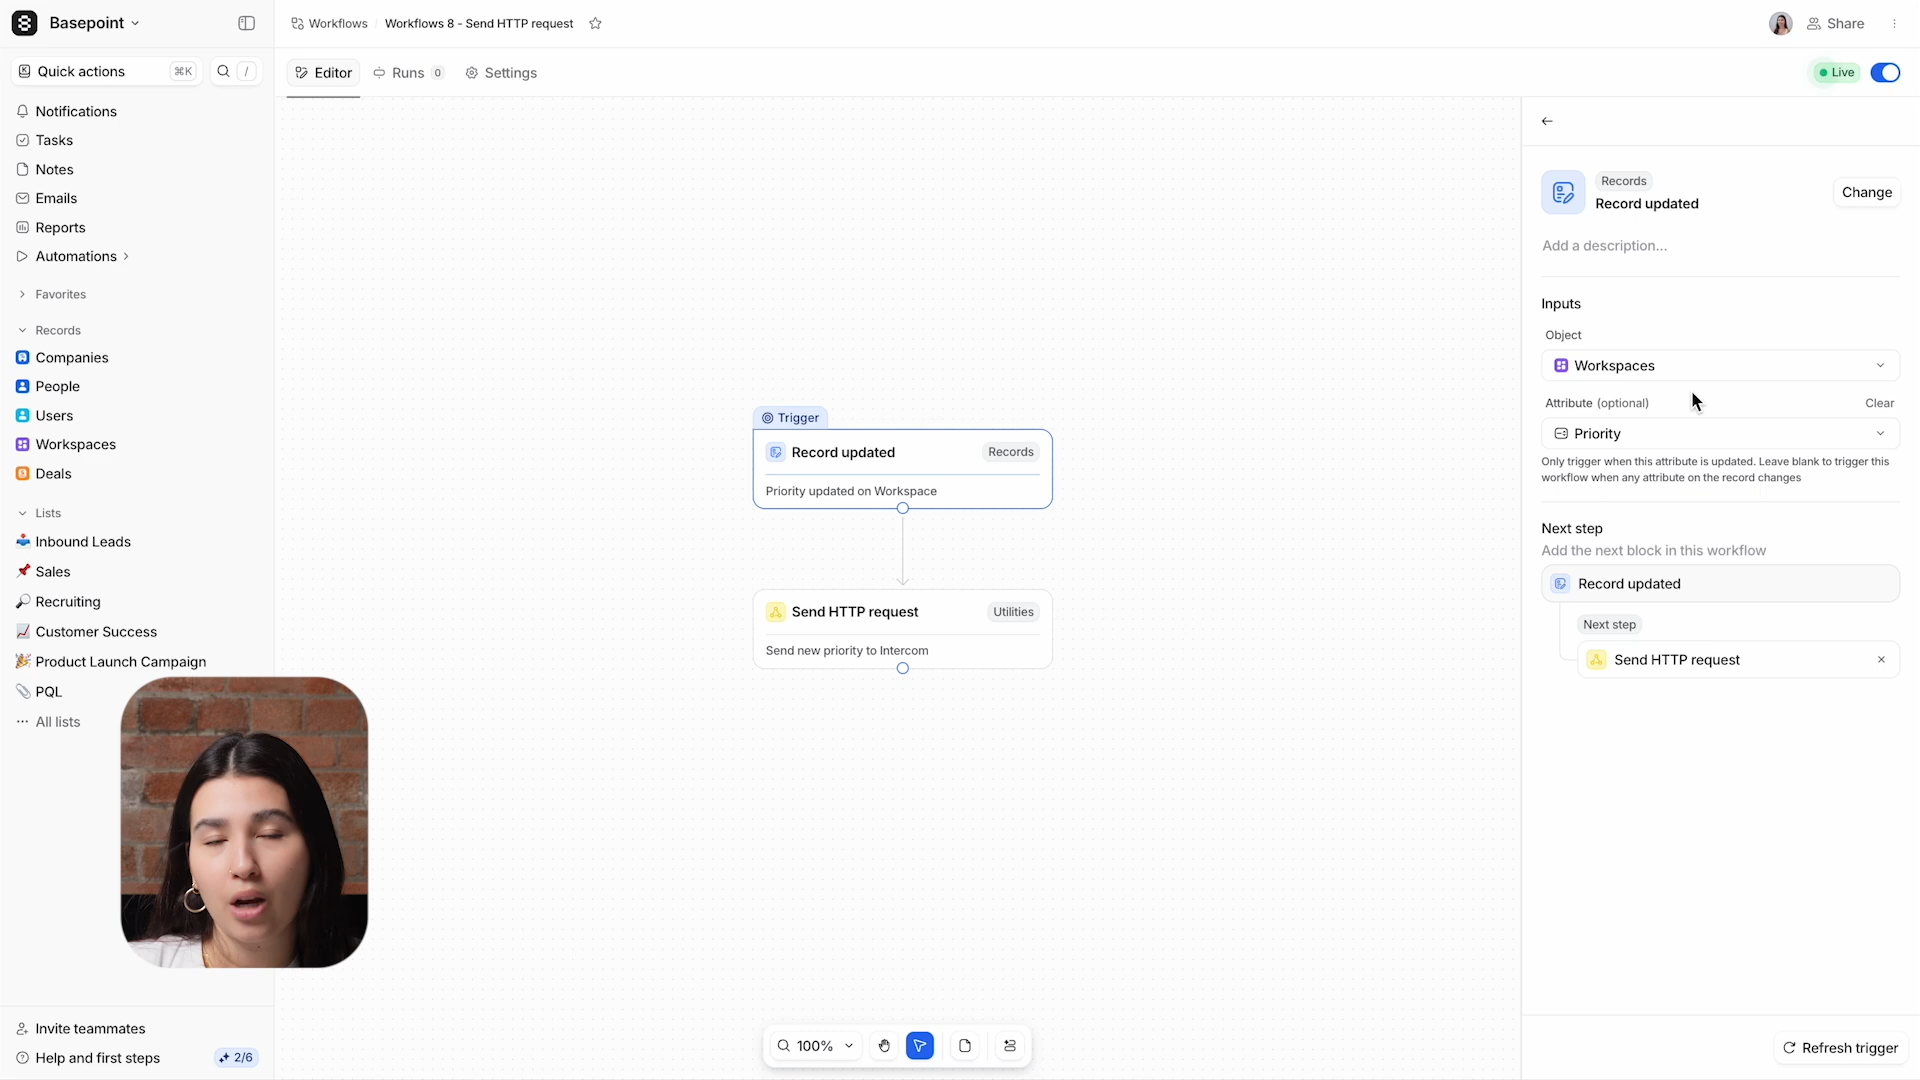 Basepoint
Workflows / Workflows 8 - Send HTTP request
Share
Quick actions ⌘K /
Editor
Runs 0
Settings
Live
Notifications
Tasks
Notes
Emails
Reports
Automations
Favorites
Records
Companies
People
Users
Workspaces
Deals
Lists
Inbound Leads
Sales
Recruiting
Customer Success
Product Launch Campaign
PQL
All lists
Invite teammates
Help and first steps 2/6
Trigger
Record updated Records
Priority updated on Workspace
Send HTTP request Utilities
Send new priority to Intercom
100%
Records
Record updated
Change
Add a description...
Inputs
Object
Workspaces
Attribute (optional) Clear
Priority
Only trigger when this attribute is updated. Leave blank to trigger this
workflow when any attribute on the record changes
Next step
Add the next block in this workflow
Record updated
Next step
Send HTTP request
Refresh trigger